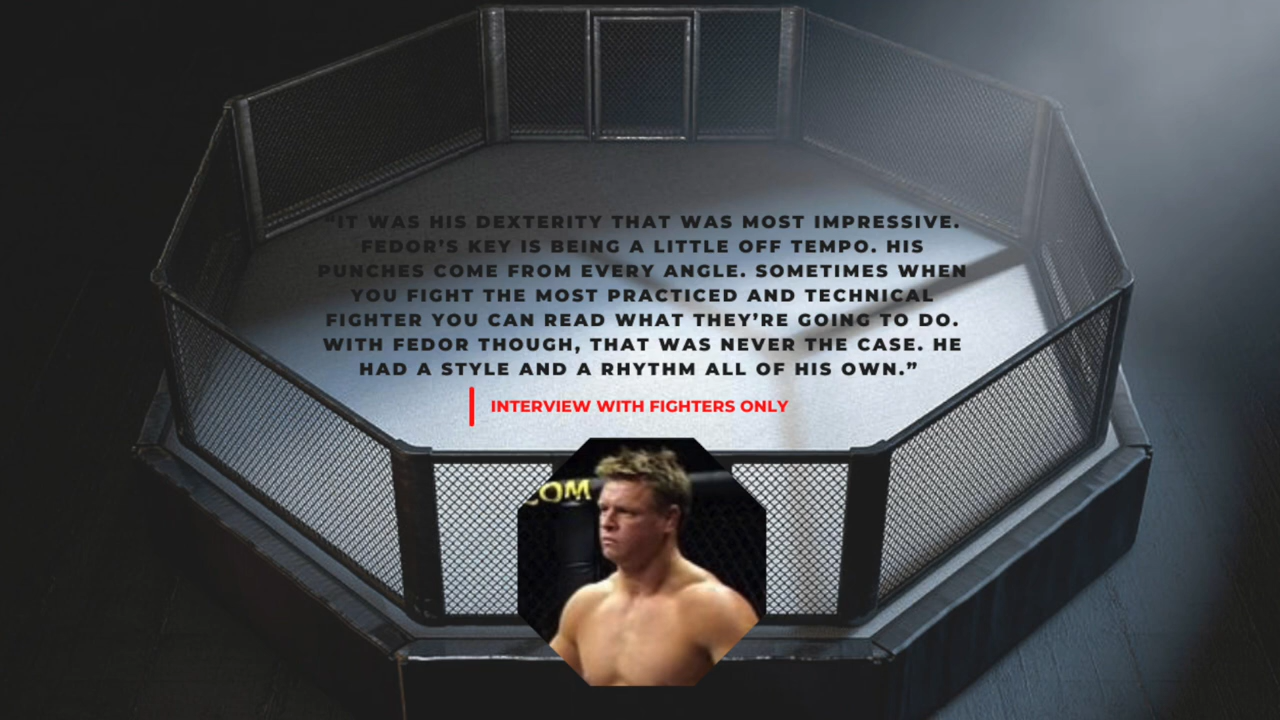 “IT WAS HIS DEXTERITY THAT WAS MOST IMPRESSIVE.
FEDOR’S KEY IS BEING A LITTLE OFF TEMPO. HIS
PUNCHES COME FROM EVERY ANGLE. SOMETIMES WHEN
YOU FIGHT THE MOST PRACTICED AND TECHNICAL
FIGHTER YOU CAN READ WHAT THEY’RE GOING TO DO.
WITH FEDOR THOUGH, THAT WAS NEVER THE CASE. HE
HAD A STYLE AND A RHYTHM ALL OF HIS OWN.”
INTERVIEW WITH FIGHTERS ONLY
COM